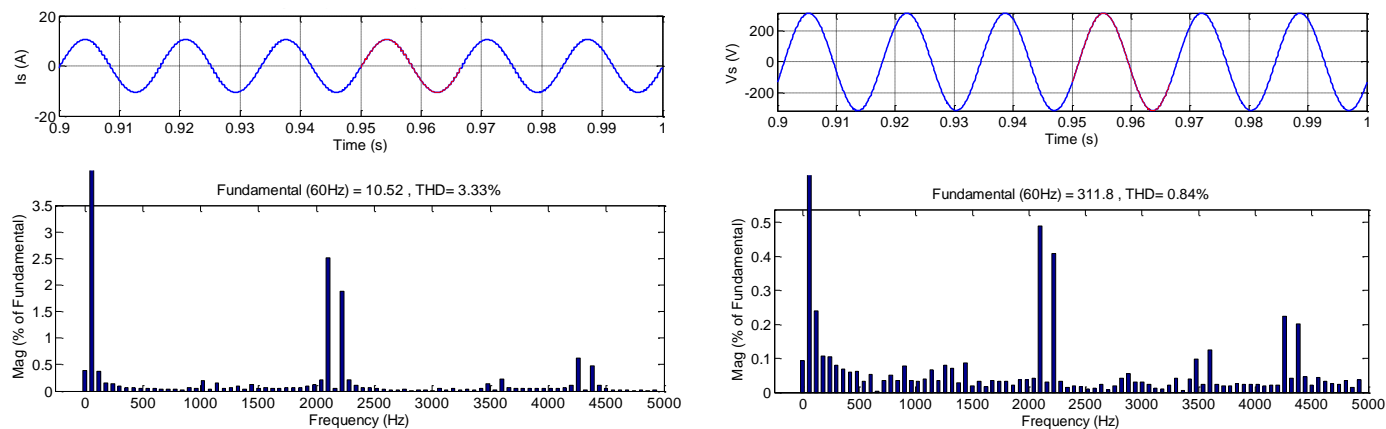 20
0
-20
Is (A)
0.9 0.91 0.92 0.93 0.94 0.95 0.96 0.97 0.98 0.99 1
Time (s)
200
0
-200
Vs (V)
0.9 0.91 0.92 0.93 0.94 0.95 0.96 0.97 0.98 0.99 1
Time (s)
Fundamental (60Hz) = 10.52 , THD= 3.33%
3.5
3
2.5
2
1.5
1
0.5
0
Mag (% of Fundamental)
0 500 1000 1500 2000 2500 3000 3500 4000 4500 5000
Frequency (Hz)
Fundamental (60Hz) = 311.8 , THD= 0.84%
0.5
0.4
0.3
0.2
0.1
0
Mag (% of Fundamental)
0 500 1000 1500 2000 2500 3000 3500 4000 4500 5000
Frequency (Hz)